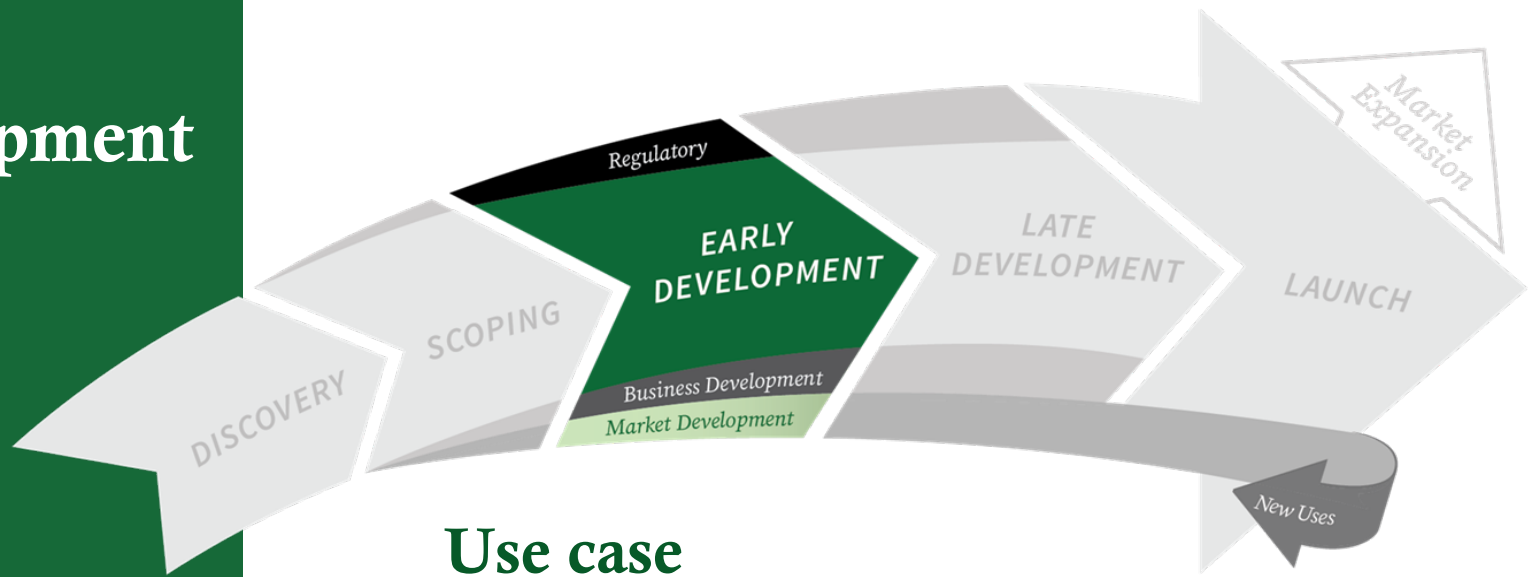 pment
Regulatory
EARLY
DEVELOPMENT
Business Development
Market Development
DISCOVERY
SCOPING
LATE
DEVELOPMENT
LAUNCH
Market
Expansion
New Uses
Use case